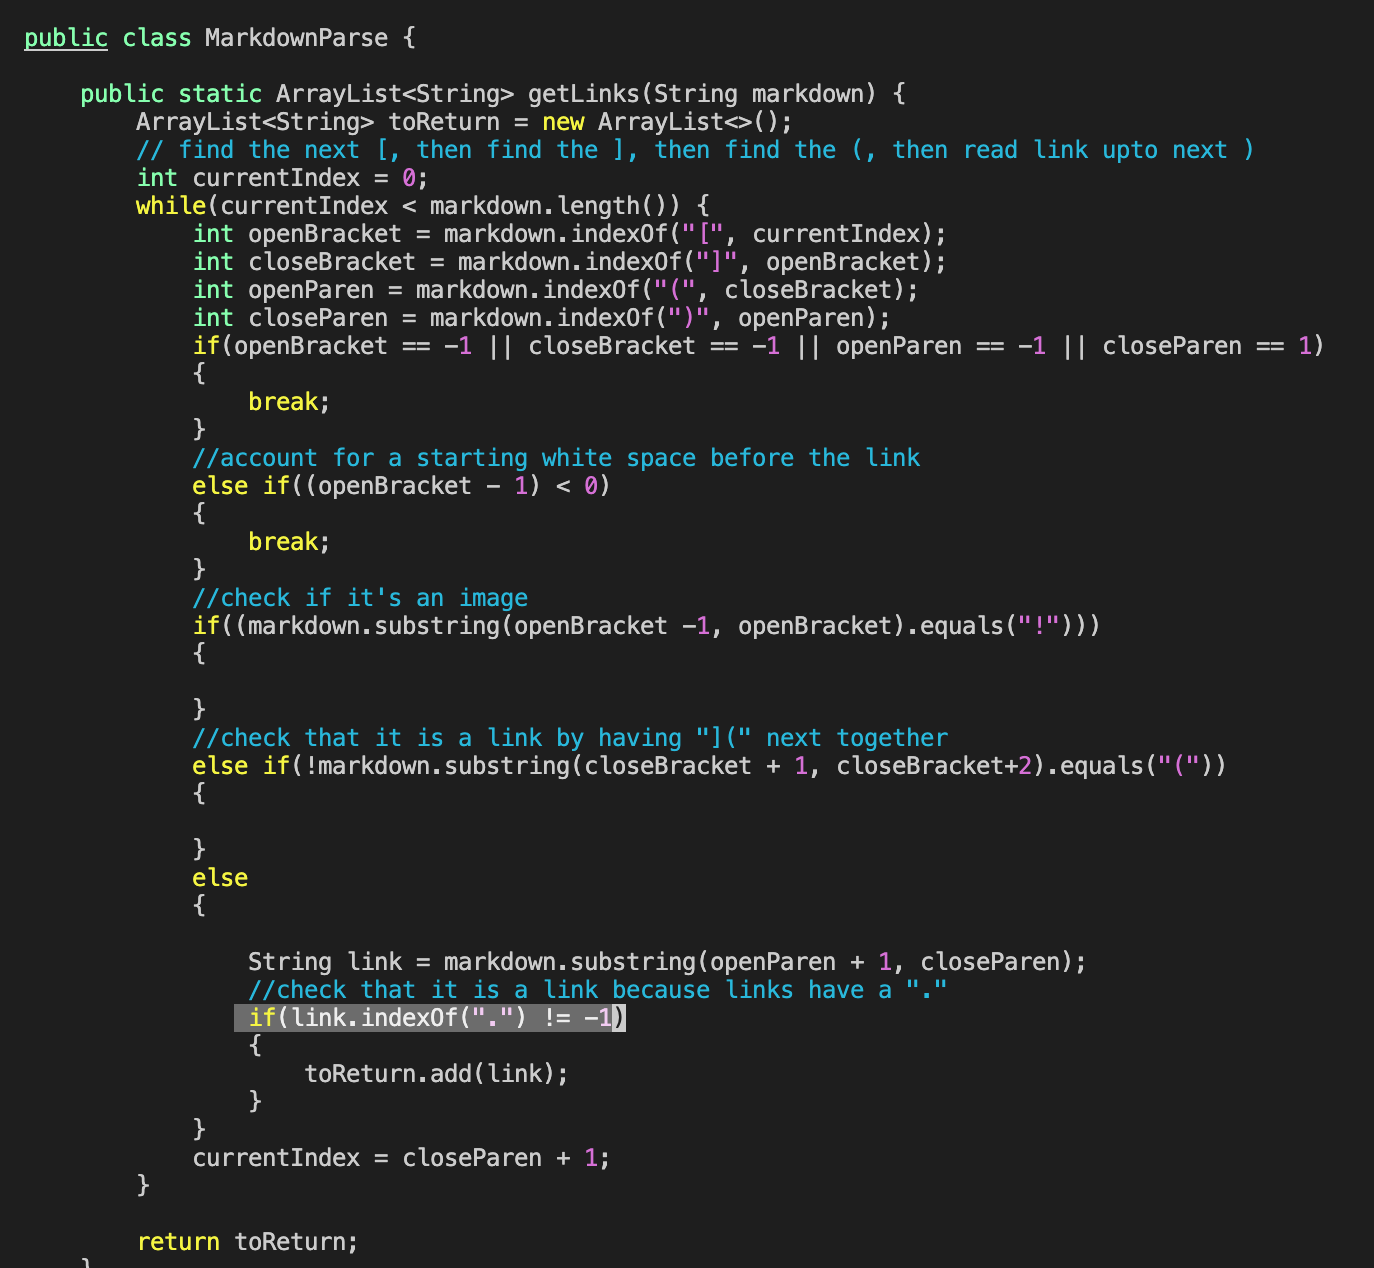 public class MarkdownParse {
public static ArrayList<String> getLinks(String markdown) {
ArrayList<String> toReturn = new ArrayList<>();
// find the next [, then find the ], then find the (, then read link upto next )
int currentIndex = 0;
while(currentIndex < markdown.length()) {
int openBracket = markdown.indexOf("[", currentIndex);
int closeBracket = markdown.indexOf("]", openBracket);
int openParen = markdown.indexOf("(", closeBracket);
int closeParen = markdown.indexOf(")", openParen);
if(openBracket == -1 || closeBracket == -1 || openParen == -1 || closeParen == 1)
{
break;
}
//account for a starting white space before the link
else if((openBracket - 1) < 0)
{
break;
}
//check if it's an image
if((markdown.substring(openBracket -1, openBracket).equals("!")))
{
}
//check that it is a link by having "](" next together
else if(!markdown.substring(closeBracket + 1, closeBracket+2).equals("("))
{
}
else
{
String link = markdown.substring(openParen + 1, closeParen);
//check that it is a link because links have a "."
if(link.indexOf(".") != -1)
{
toReturn.add(link);
}
}
currentIndex = closeParen + 1;
}
return toReturn;
}